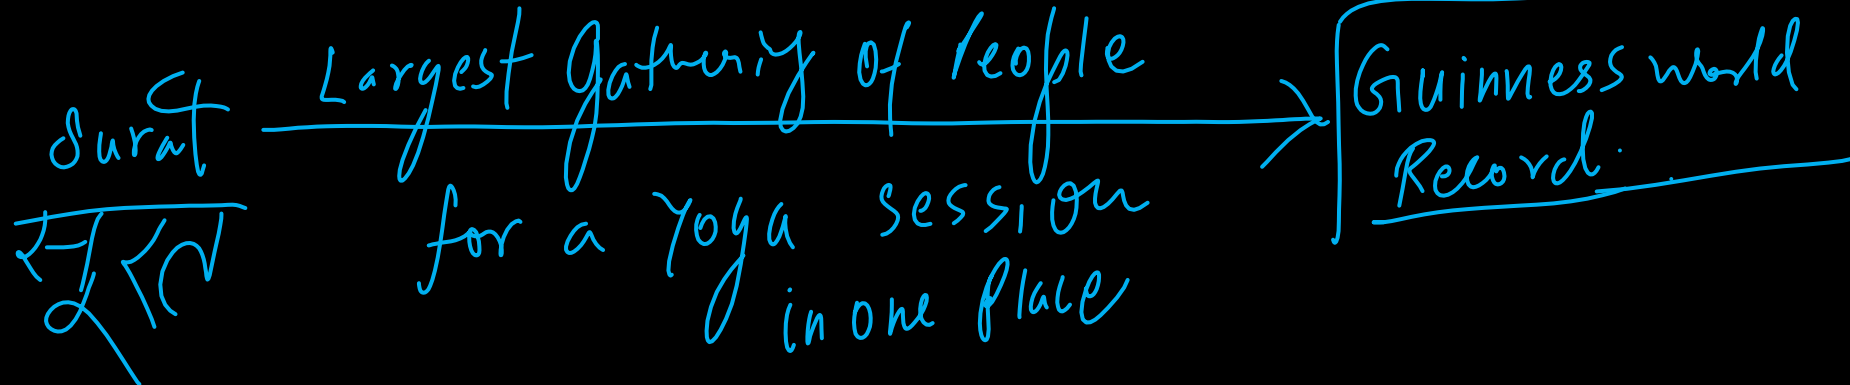 Surat
सूरत
Largest gathering of People
for a Yoga session
in one place
Guinness world
Record.